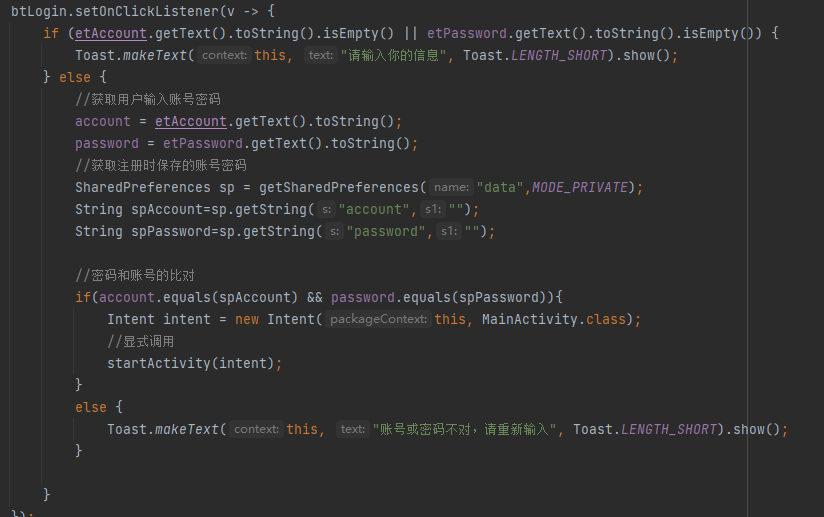 btLogin.setOnClickListener(v -> {
if (etAccount.getText().toString().isEmpty() || etPassword.getText().toString().isEmpty()) {
Toast.makeText( context: this, text: "请输入你的信息", Toast.LENGTH_SHORT).show();
} else {
//获取用户输入账号密码
account = etAccount.getText().toString();
password = etPassword.getText().toString();
//获取注册时保存的账号密码
SharedPreferences sp = getSharedPreferences( name: "data",MODE_PRIVATE);
String spAccount=sp.getString( s: "account", s1: "");
String spPassword=sp.getString( s: "password", s1: "");
//密码和账号的比对
if(account.equals(spAccount) && password.equals(spPassword)){
Intent intent = new Intent( packageContext: this, MainActivity.class);
//显式调用
startActivity(intent);
}
else {
Toast.makeText( context: this, text: "账号或密码不对，请重新输入", Toast.LENGTH_SHORT).show();
}
}
});